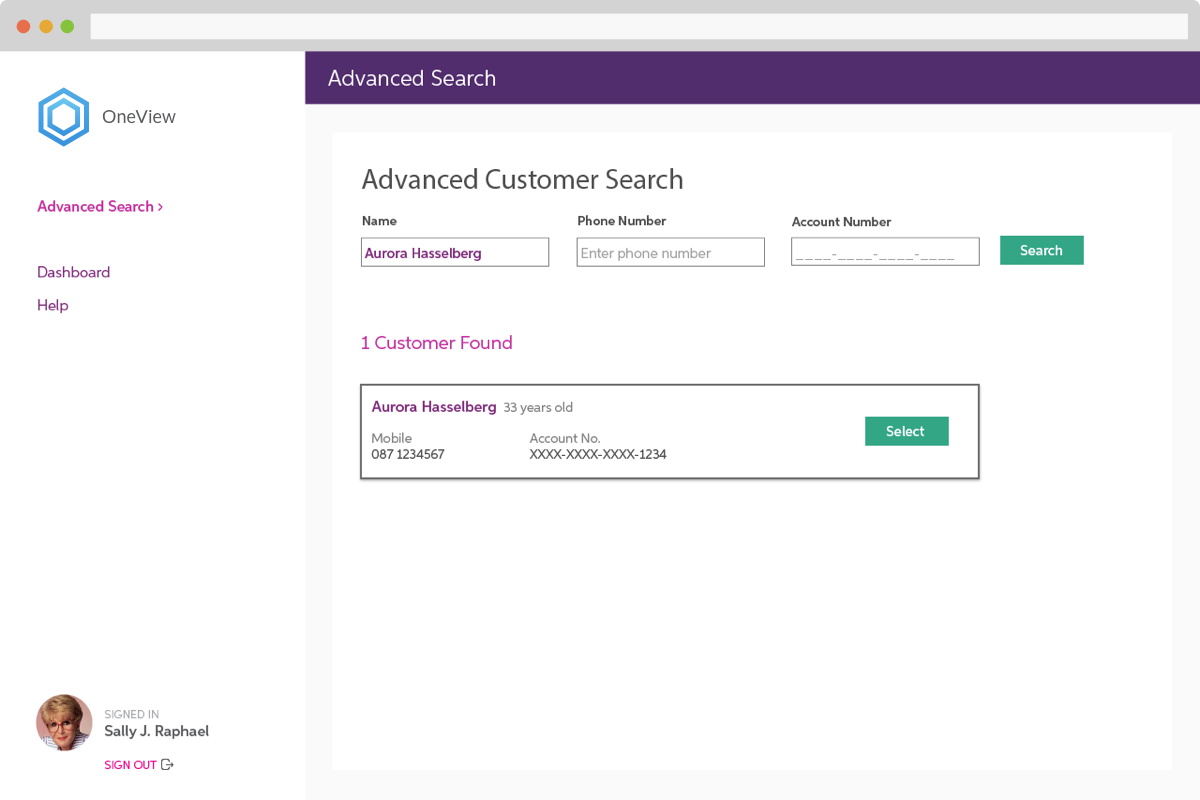 Advanced Search
OneView
Advanced Search ›
Dashboard
Help
Advanced Customer Search
Name
Phone Number
Account Number
Aurora Hasselberg
Enter phone number
____-____-____-____
Search
1 Customer Found
Aurora Hasselberg 33 years old
Mobile
Account No.
087 1234567
XXXX-XXXX-XXXX-1234
Select
SIGNED IN
Sally J. Raphael
SIGN OUT